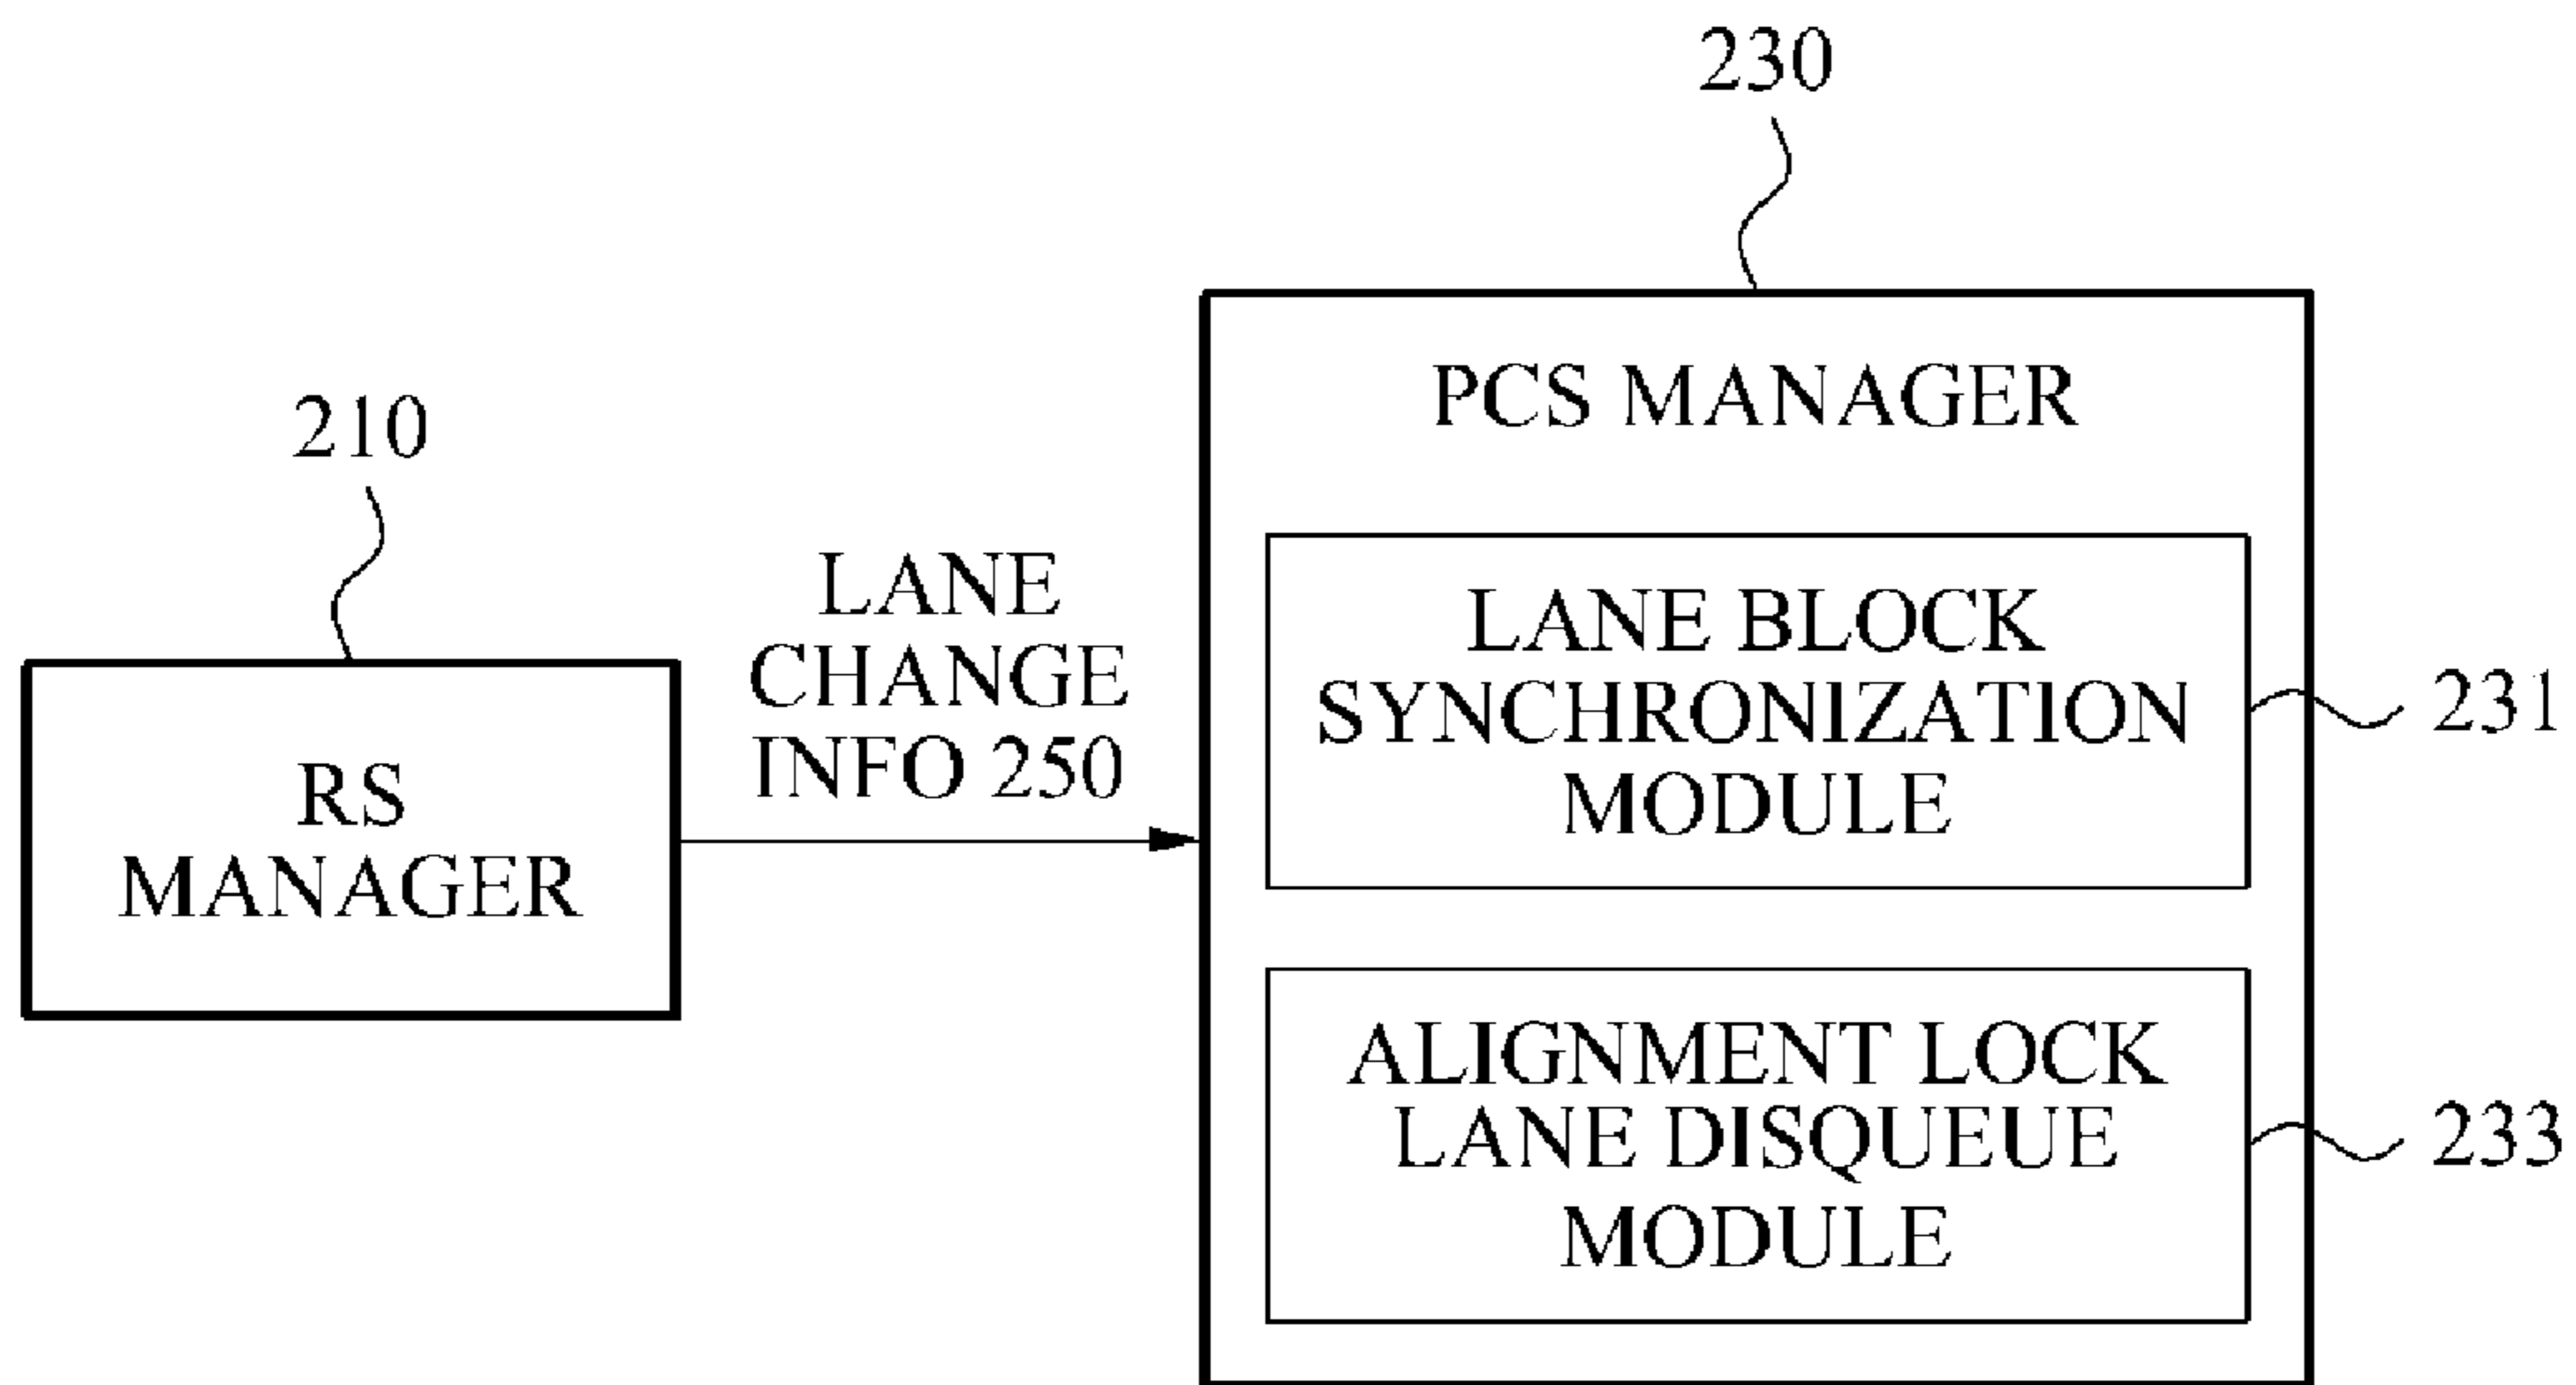 230
PCS MANAGER
210
LANE
CHANGE
INFO 250
RS
MANAGER
LANE BLOCK
SYNCHRONIZATION
MODULE
231
ALIGNMENT LOCK
LANE DISQUEUE
MODULE
233